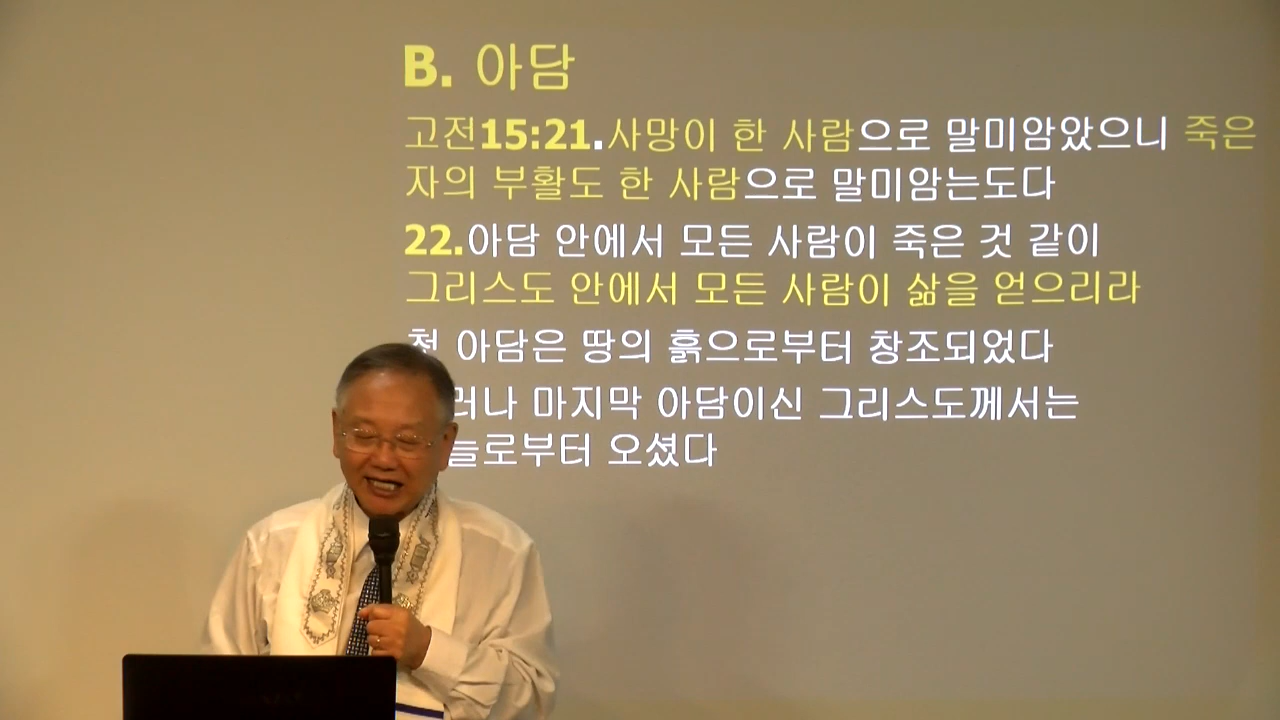 B. 아담
고전15:21.사망이 한 사람으로 말미암았으니 죽은
자의 부활도 한 사람으로 말미암는도다
22.아담 안에서 모든 사람이 죽은 것 같이
그리스도 안에서 모든 사람이 삶을 얻으리라
첫 아담은 땅의 흙으로부터 창조되었다
러나 마지막 아담이신 그리스도께서는
늘로부터 오셨다